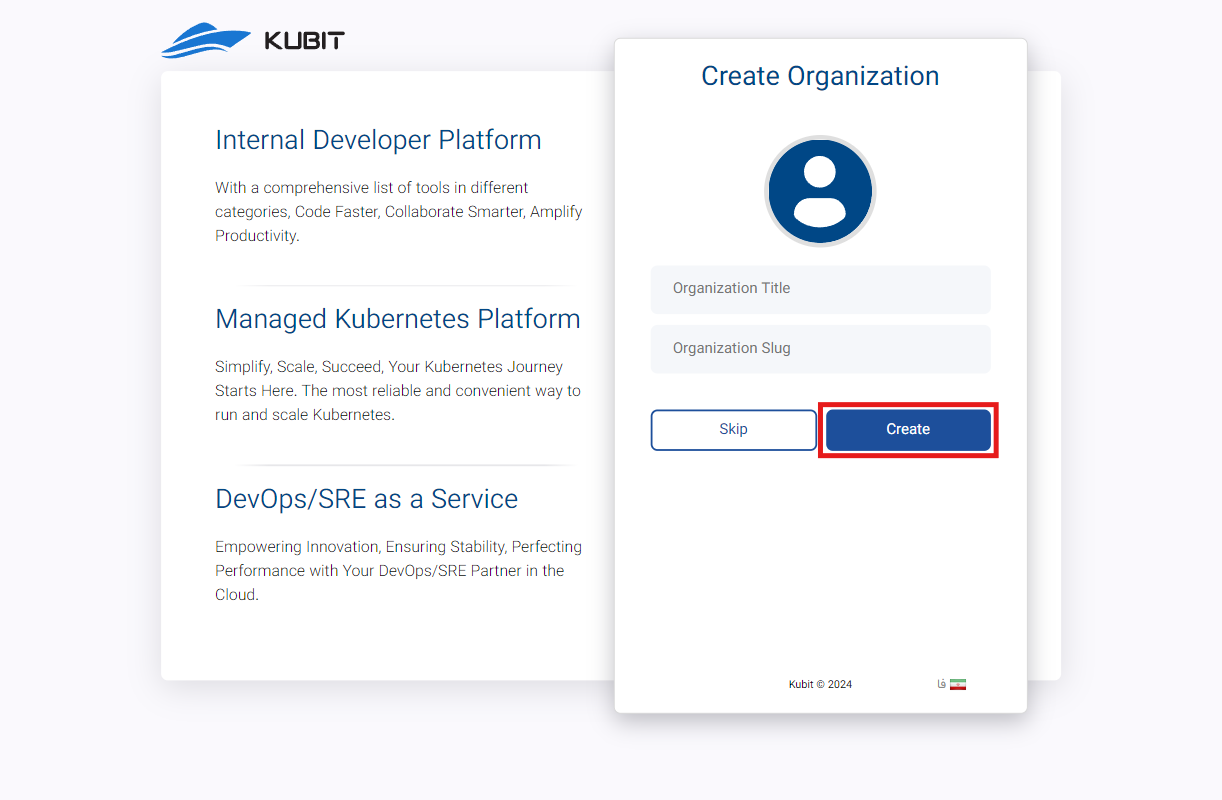 KUBIT
Internal Developer Platform
With a comprehensive list of tools in different
categories, Code Faster, Collaborate Smarter, Amplify
Productivity.
Managed Kubernetes Platform
Simplify, Scale, Succeed, Your Kubernetes Journey
Starts Here. The most reliable and convenient way to
run and scale Kubernetes.
DevOps/SRE as a Service
Empowering Innovation, Ensuring Stability, Perfecting
Performance with Your DevOps/SRE Partner in the
Cloud.
Create Organization
Organization Title
Organization Slug
Skip
Create
Kubit © 2024
فا